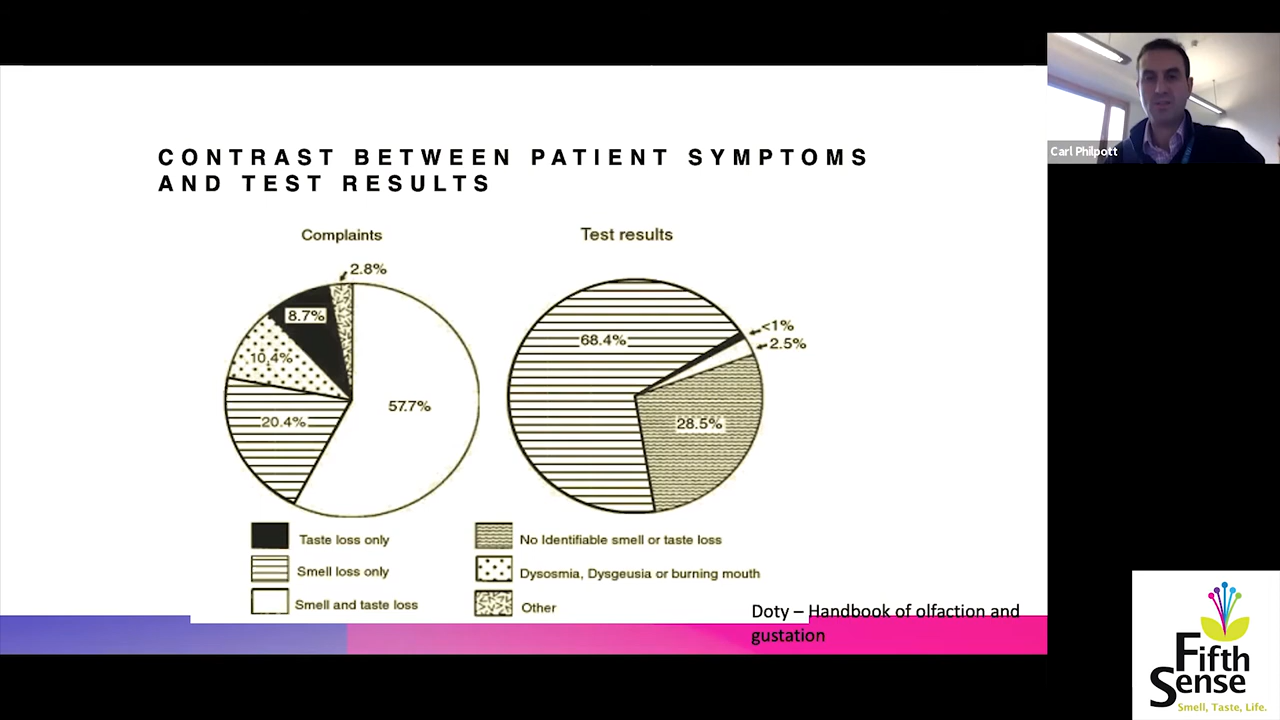 CONTRAST BETWEEN PATIENT SYMPTOMS
AND TEST RESULTS
Complaints
2.8%
8.7%
10.4%
20.4%
57.7%
Test results
68.4%
<1%
2.5%
28.5%
Taste loss only
Smell loss only
Smell and taste loss
No Identifiable smell or taste loss
Dysosmia, Dysgeusia or burning mouth
Other
Doty – Handbook of olfaction and
gustation
Carl Philpott
Fifth
Sense
Smell, Taste, Life.